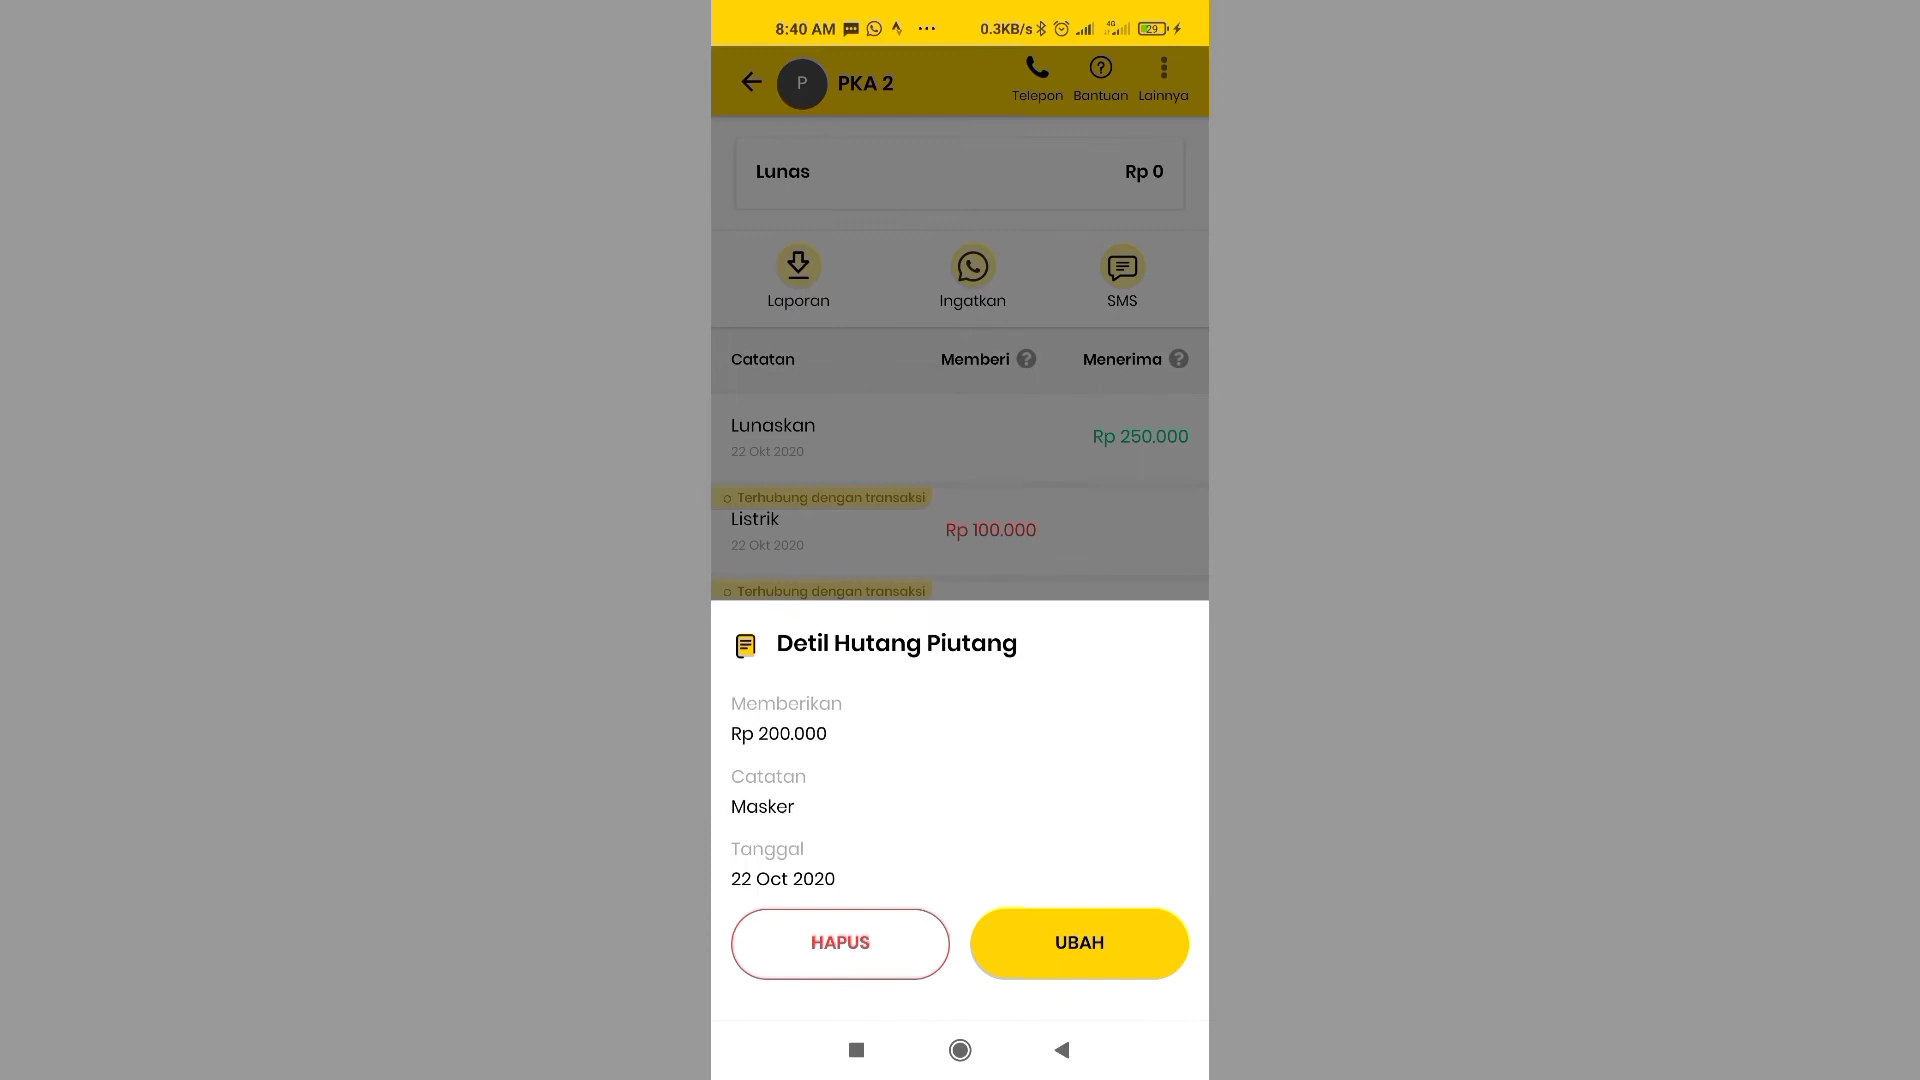 8:40 AM ... 0.3KB/s 4G 29
P PKA 2
Telepon Bantuan Lainnya
Lunas Rp 0
Laporan Ingatkan SMS
Catatan Memberi ? Menerima ?
Lunaskan Rp 250.000
22 Okt 2020
Terhubung dengan transaksi
Listrik Rp 100.000
22 Okt 2020
Terhubung dengan transaksi
Detil Hutang Piutang
Memberikan
Rp 200.000
Catatan
Masker
Tanggal
22 Oct 2020
HAPUS UBAH